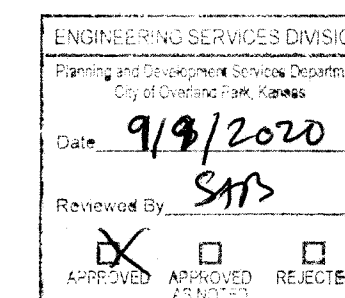 ENGINEERING SERVICES DIVISIO
Planning and Development Services Departm
City of Overland Park, Kansas
Date 9/8/2020
Reviewed By SAB
APPROVED APPROVED AS NOTED REJECTE